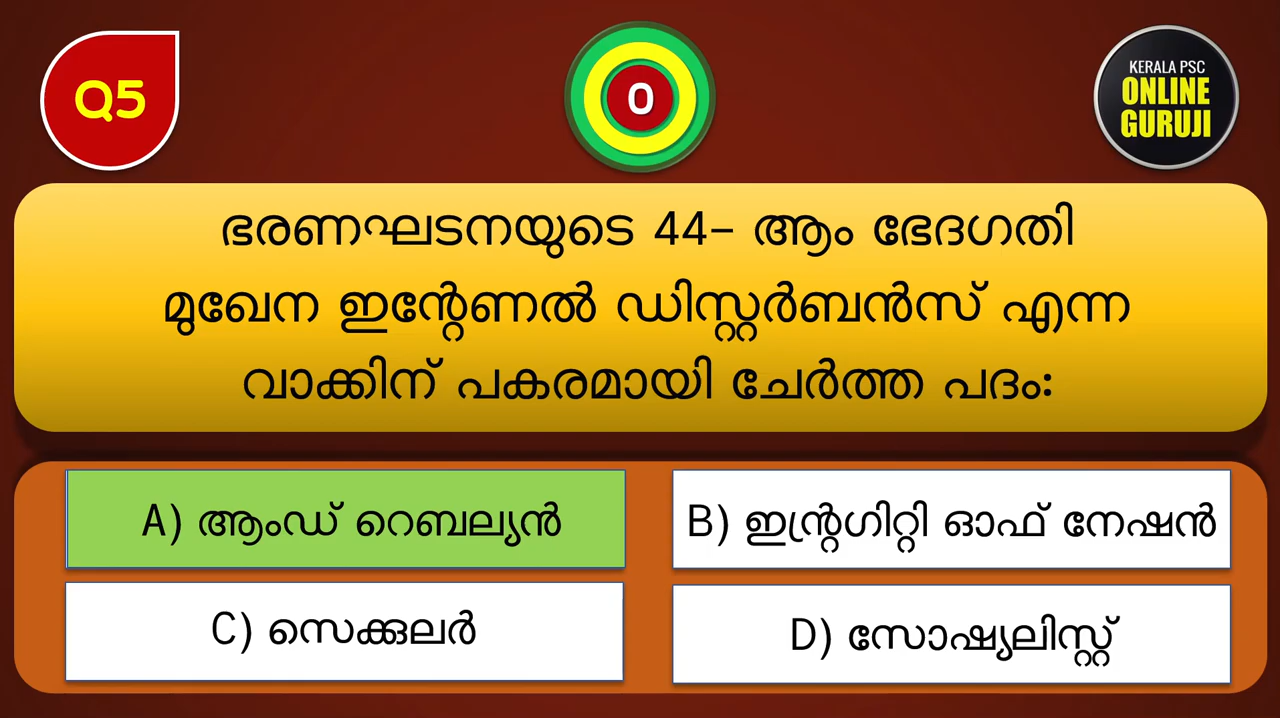 Q5
0
KERALA PSC
ONLINE
GURUJI
ഭരണഘടനയുടെ 44- ആം ഭേദഗതി
മുഖേന ഇന്റേണൽ ഡിസ്റ്റർബൻസ് എന്ന
വാക്കിന് പകരമായി ചേർത്ത പദം:
A) ആംഡ് റെബല്യൻ
B) ഇന്റ്രഗിറ്റി ഓഫ് നേഷൻ
C) സെക്കുലർ
D) സോഷ്യലിസ്റ്റ്